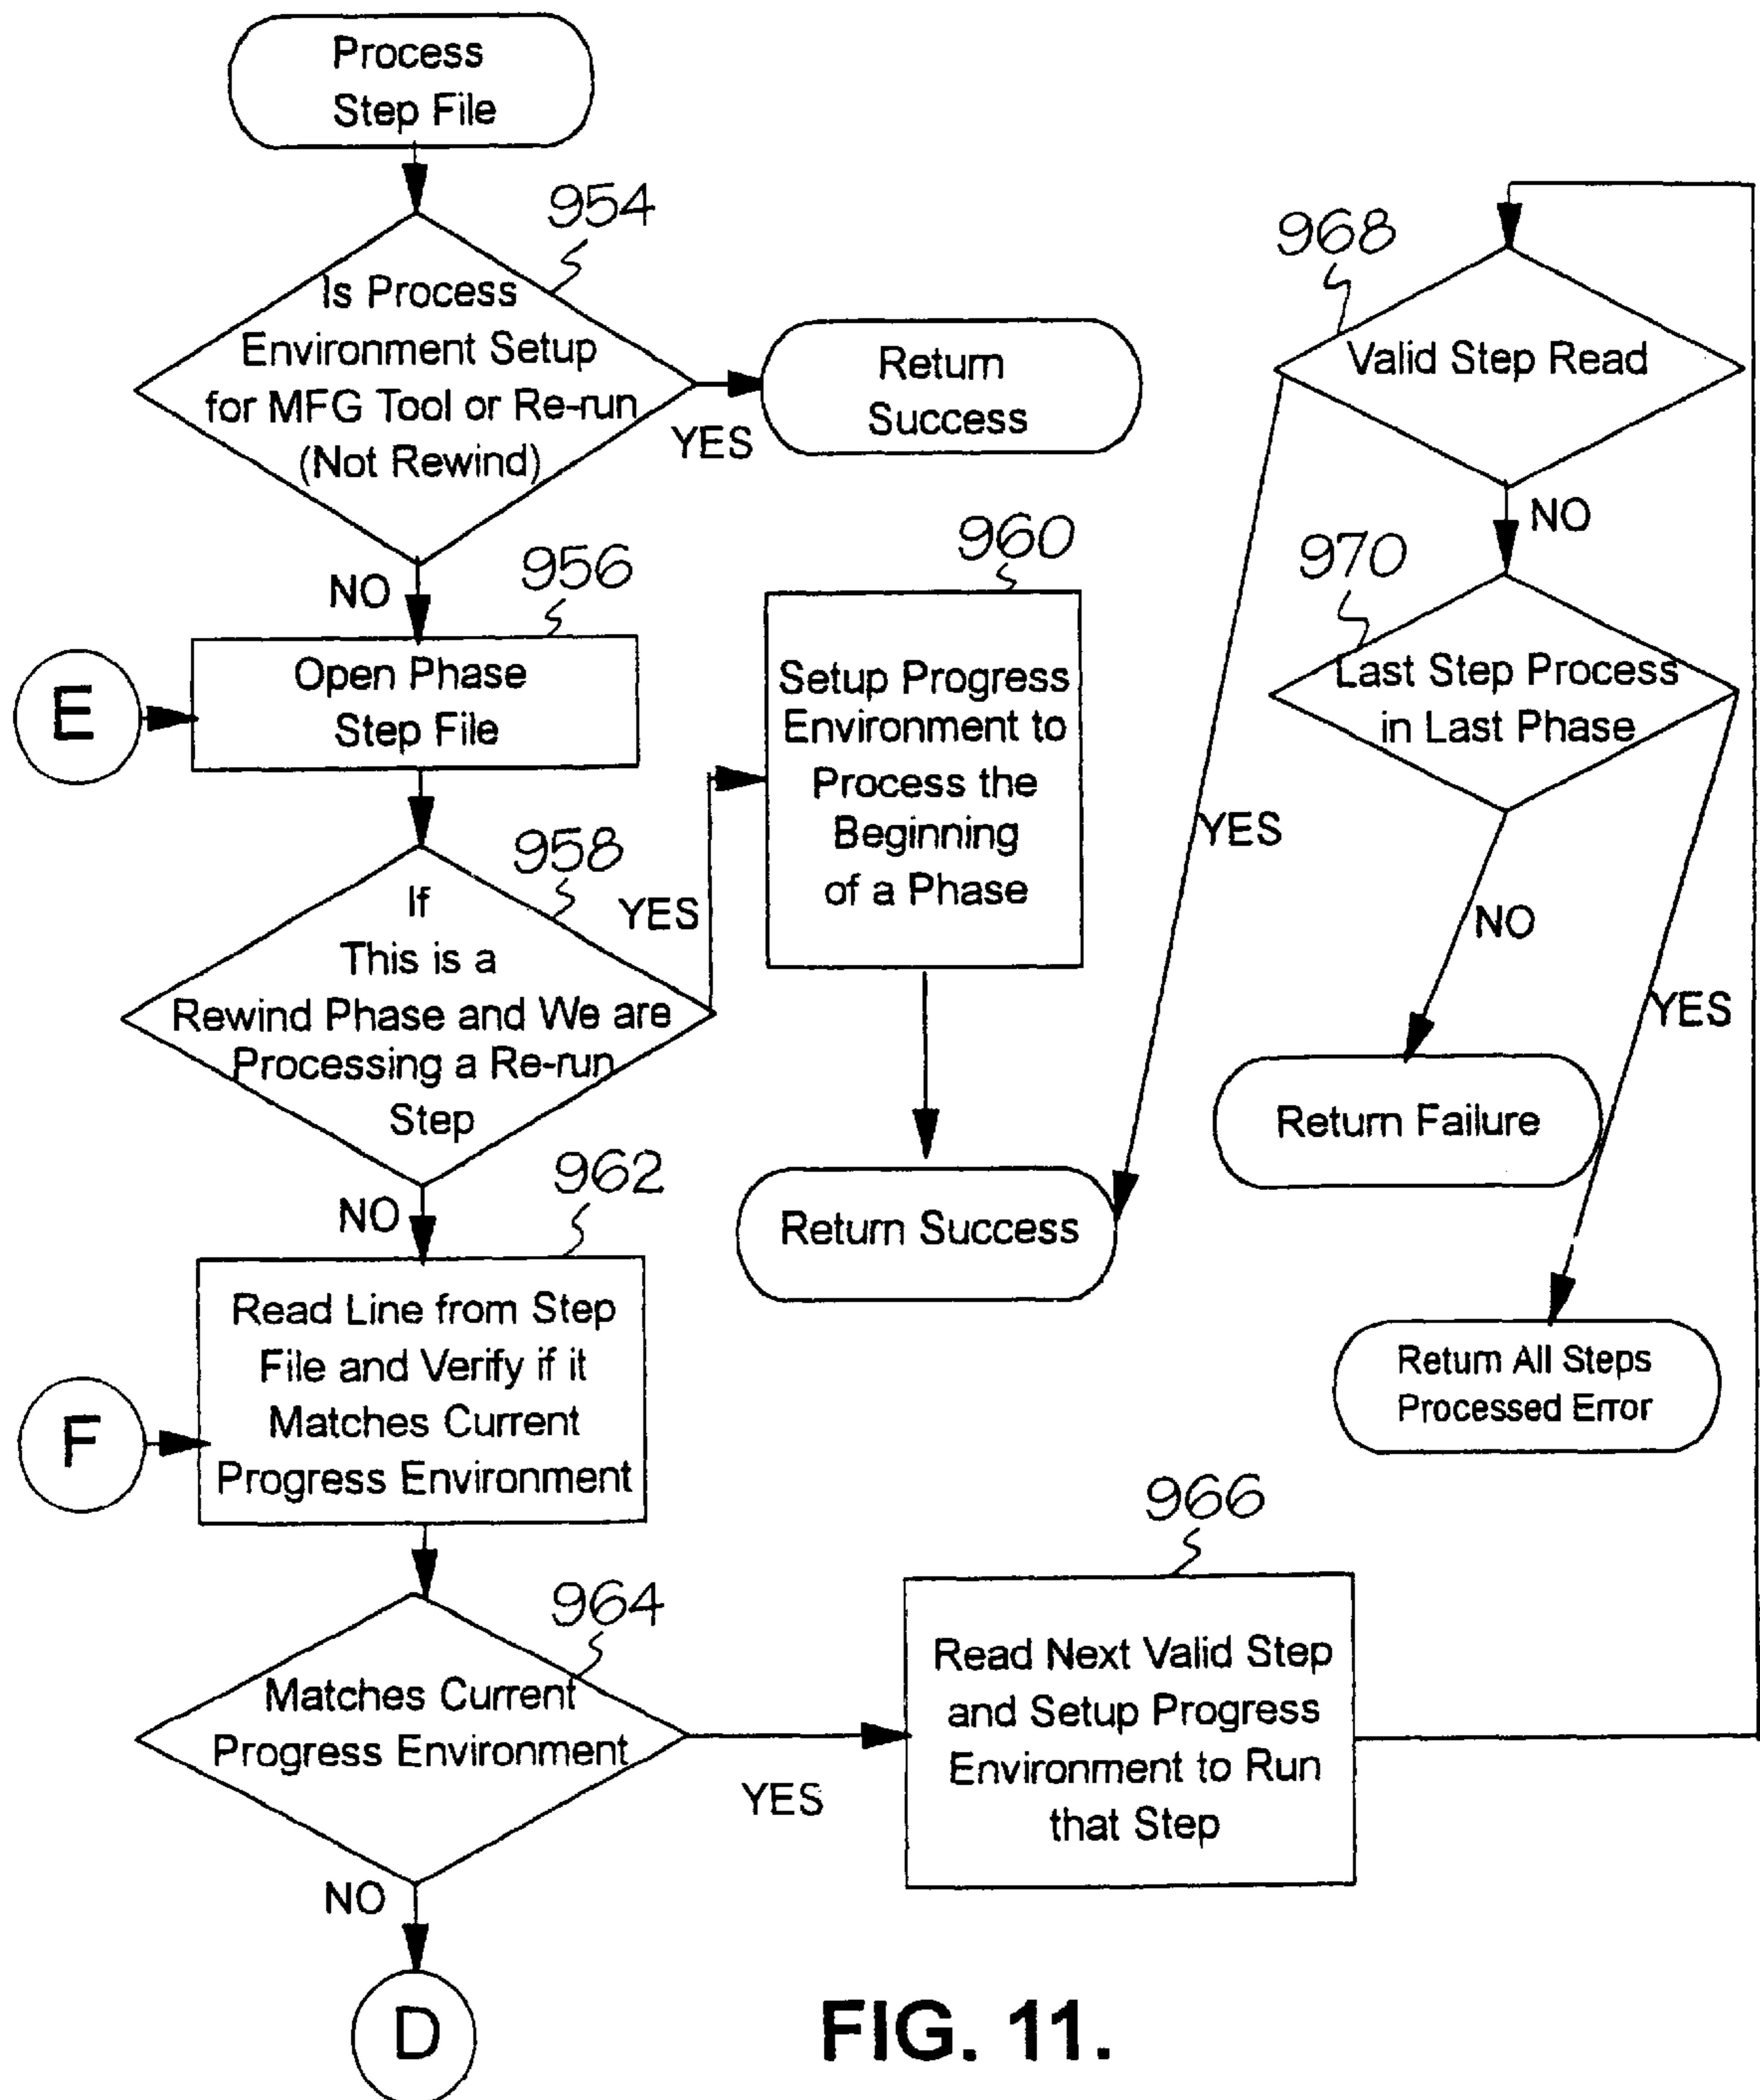 Process
Step File
954
Is Process
Environment Setup
for MFG Tool or Re-run
(Not Rewind)
YES
Return
Success
NO
956
E
Open Phase
Step File
958
If
This is a
Rewind Phase and We are
Processing a Re-run
Step
YES
960
Setup Progress
Environment to
Process the
Beginning
of a Phase
Return Success
NO
962
F
Read Line from Step
File and Verify if it
Matches Current
Progress Environment
964
Matches Current
Progress Environment
YES
NO
D
966
Read Next Valid Step
and Setup Progress
Environment to Run
that Step
968
Valid Step Read
YES
NO
970
Last Step Process
in Last Phase
NO
YES
Return Failure
Return All Steps
Processed Error
FIG. 11.